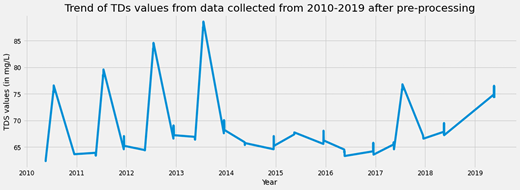 Trend of TDs values from data collected from 2010-2019 after pre-processing
TDS values (in mg/L)
85
80
75
70
65
2010 2011 2012 2013 2014 2015 2016 2017 2018 2019
Year